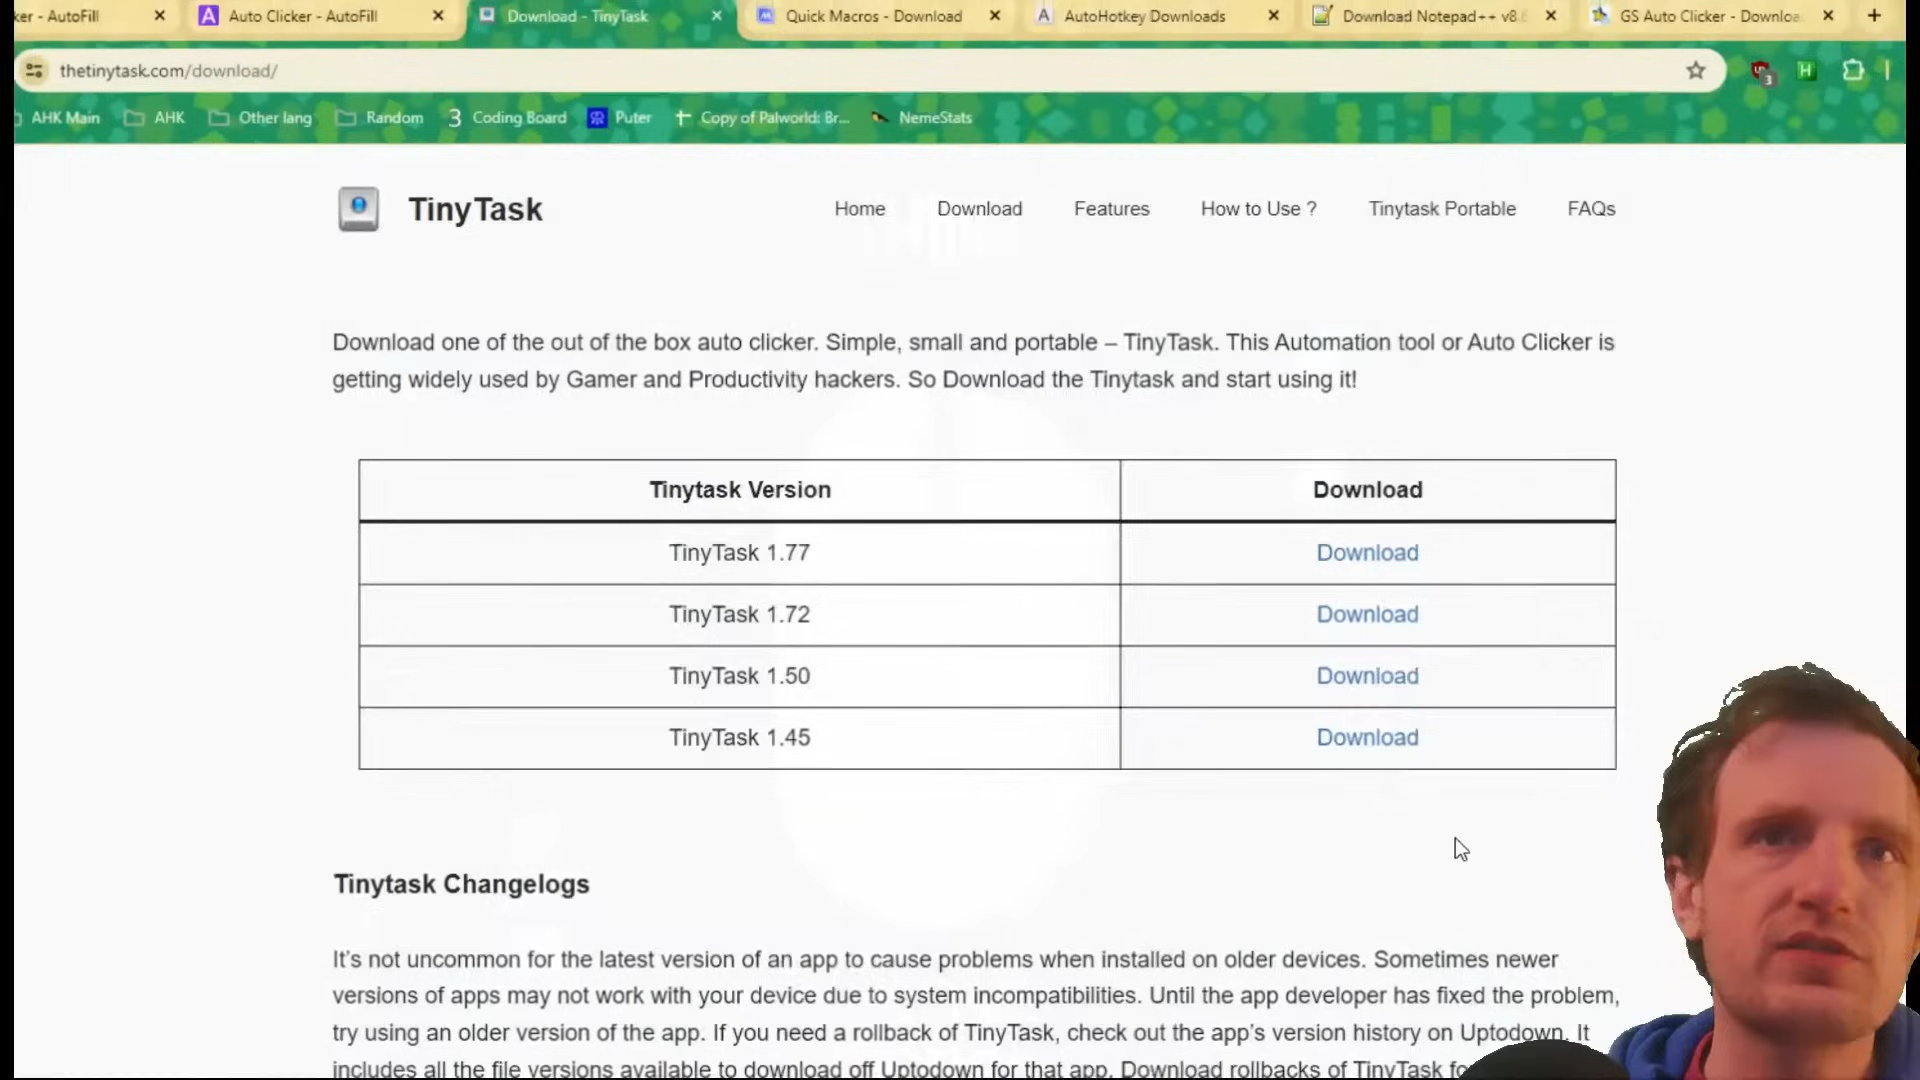 ker - AutoFill
Auto Clicker - AutoFill
Download - TinyTask
Quick Macros - Download
AutoHotkey Downloads
Download Notepad++ v8.
GS Auto Clicker - Downloa
thetinytask.com/download/
3
H
AHK Main
AHK
Other lang
Random
Coding Board
Puter
Copy of Palworld: Br...
NemeStats
TinyTask
Home
Download
Features
How to Use ?
Tinytask Portable
FAQs
Download one of the out of the box auto clicker. Simple, small and portable – TinyTask. This Automation tool or Auto Clicker is
getting widely used by Gamer and Productivity hackers. So Download the Tinytask and start using it!
Tinytask Version Download
TinyTask 1.77 Download
TinyTask 1.72 Download
TinyTask 1.50 Download
TinyTask 1.45 Download
Tinytask Changelogs
It's not uncommon for the latest version of an app to cause problems when installed on older devices. Sometimes newer
versions of apps may not work with your device due to system incompatibilities. Until the app developer has fixed the problem,
try using an older version of the app. If you need a rollback of TinyTask, check out the app's version history on Uptodown. It
includes all the file versions available to download off Uptodown for that app. Download rollbacks of TinyTask fo